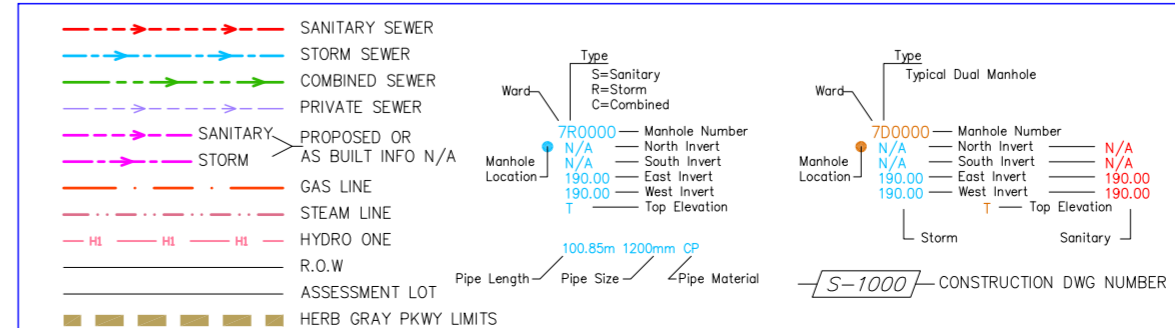 SANITARY SEWER
STORM SEWER
COMBINED SEWER
PRIVATE SEWER
SANITARY
STORM
PROPOSED OR
AS BUILT INFO N/A
GAS LINE
STEAM LINE
H1 H1 H1 HYDRO ONE
R.O.W
ASSESSMENT LOT
HERB GRAY PKWY LIMITS
Type
S=Sanitary
R=Storm
C=Combined
Ward
7R0000 Manhole Number
N/A North Invert
N/A South Invert
190.00 East Invert
190.00 West Invert
T Top Elevation
Manhole
Location
100.85m 1200mm CP
Pipe Length Pipe Size Pipe Material
Type
Typical Dual Manhole
Ward
7D0000 Manhole Number
N/A North Invert N/A
N/A South Invert N/A
190.00 East Invert 190.00
190.00 West Invert 190.00
T Top Elevation
Manhole
Location
Storm Sanitary
S-1000 CONSTRUCTION DWG NUMBER